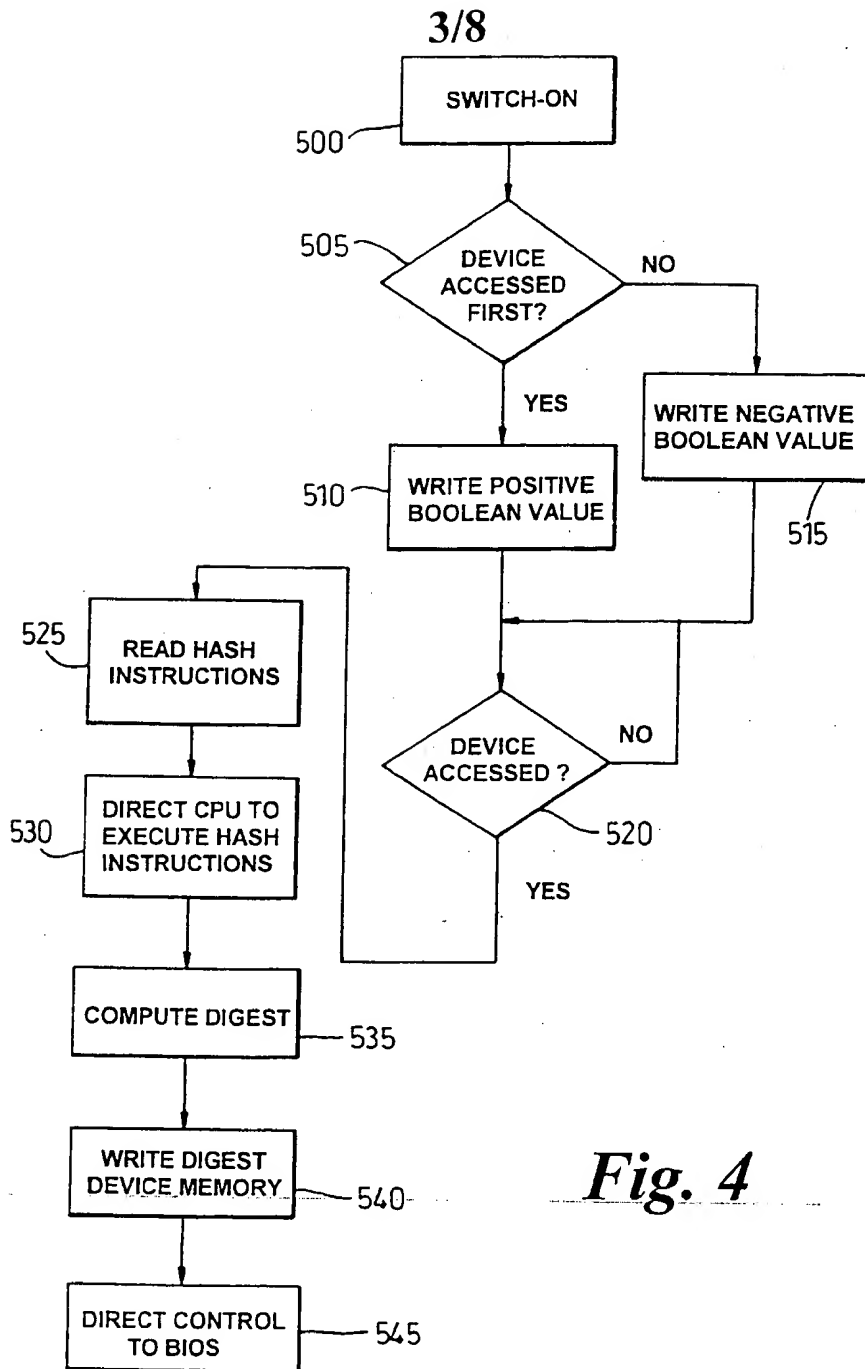 3/8
SWITCH-ON
500
505
DEVICE
ACCESSED
FIRST?
NO
YES
WRITE NEGATIVE
BOOLEAN VALUE
515
510
WRITE POSITIVE
BOOLEAN VALUE
525
READ HASH
INSTRUCTIONS
DEVICE
ACCESSED ?
NO
520
YES
530
DIRECT CPU TO
EXECUTE HASH
INSTRUCTIONS
COMPUTE DIGEST
535
WRITE DIGEST
DEVICE MEMORY
540
DIRECT CONTROL
TO BIOS
545
Fig. 4